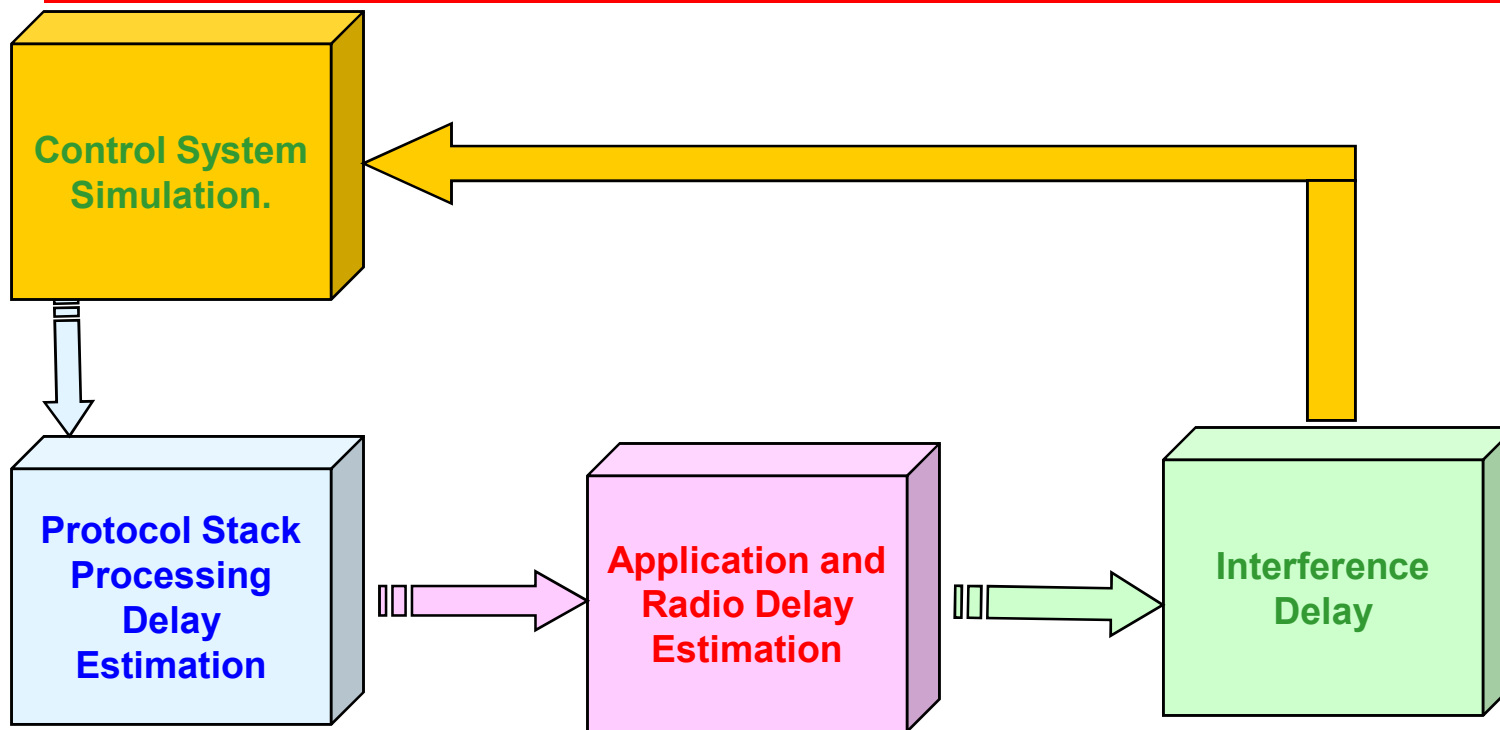 Control System
Simulation.
Protocol Stack
Processing
Delay
Estimation
Application and
Radio Delay
Estimation
Interference
Delay